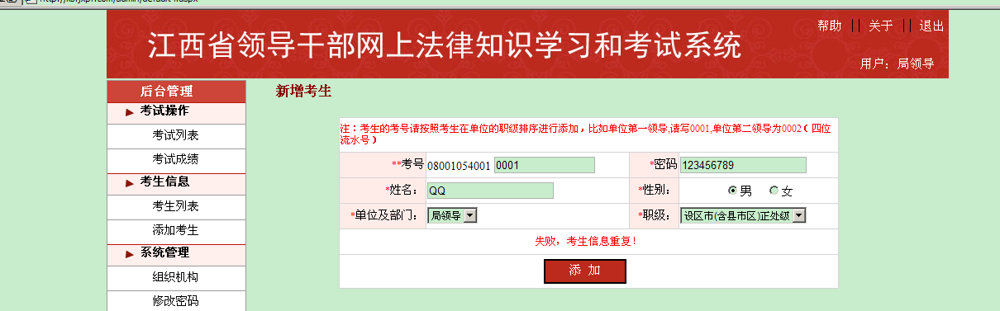 江西省领导干部网上法律知识学习和考试系统
帮助 || 关于 || 退出
用户：局领导
后台管理
考试操作
考试列表
考试成绩
考生信息
考生列表
添加考生
系统管理
组织机构
修改密码
新增考生
注：考生的考号请按照考生在单位的职级排序进行添加，比如单位第一领导,请写0001,单位第二领导为0002（四位
流水号）
**考号 08001054001 0001 *密码 123456789
*姓名： QQ *性别： 男 女
*单位及部门： 局领导 *职级： 设区市(含县市区)正处级
失败，考生信息重复！
添 加